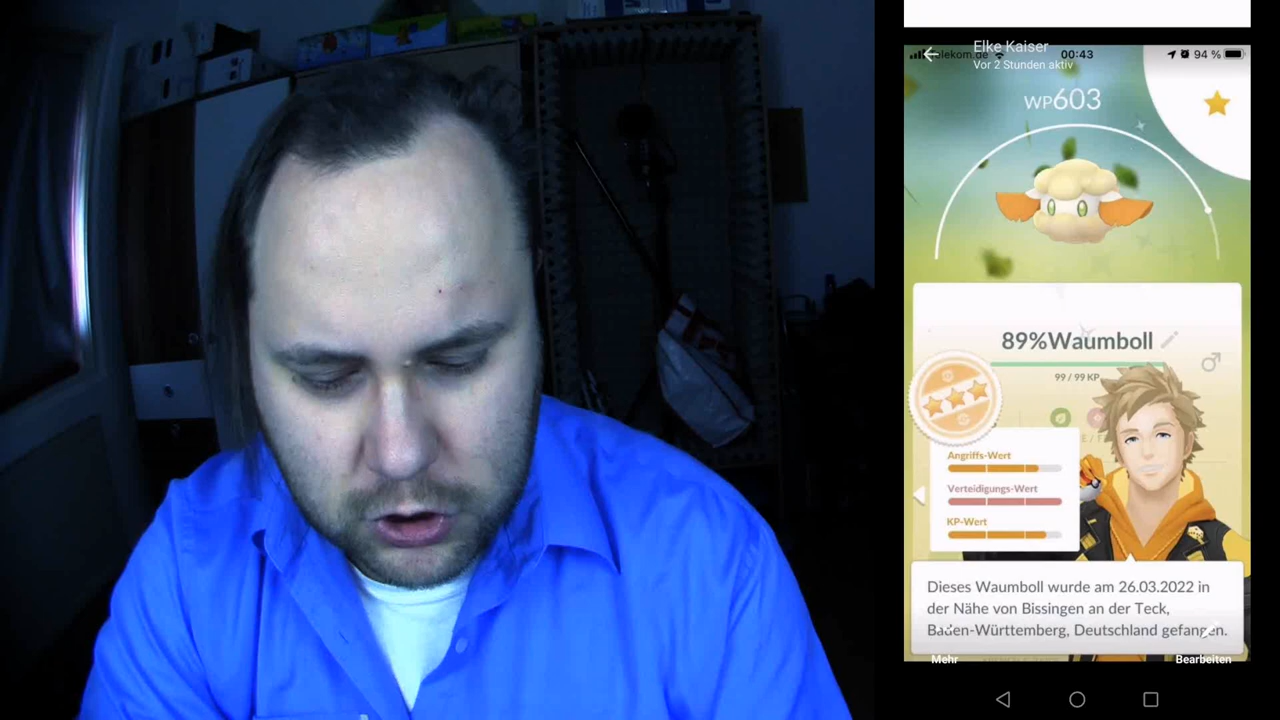 Elke Kaiser
Vor 2 Stunden aktiv
elekom.de
00:43
94 %
WP603
89%Waumboll
99 / 99 KP
Angriffs-Wert
Verteidigungs-Wert
KP-Wert
Dieses Waumboll wurde am 26.03.2022 in
der Nähe von Bissingen an der Teck,
Baden-Württemberg, Deutschland gefangen.
Mehr
Bearbeiten